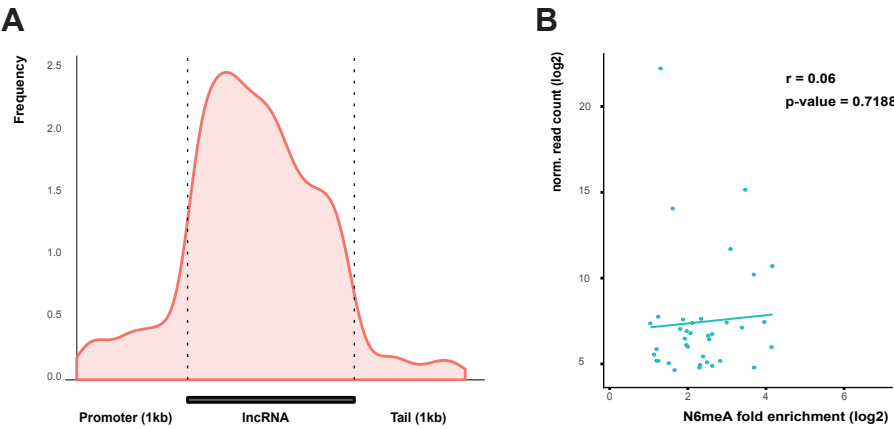 A
Frequency
2.5
2.0
1.5
1.0
0.5
0.0
Promoter (1kb)
lncRNA
Tail (1kb)
B
norm. read count (log2)
20
15
10
5
r = 0.06
p-value = 0.7188
0
2
4
6
N6meA fold enrichment (log2)